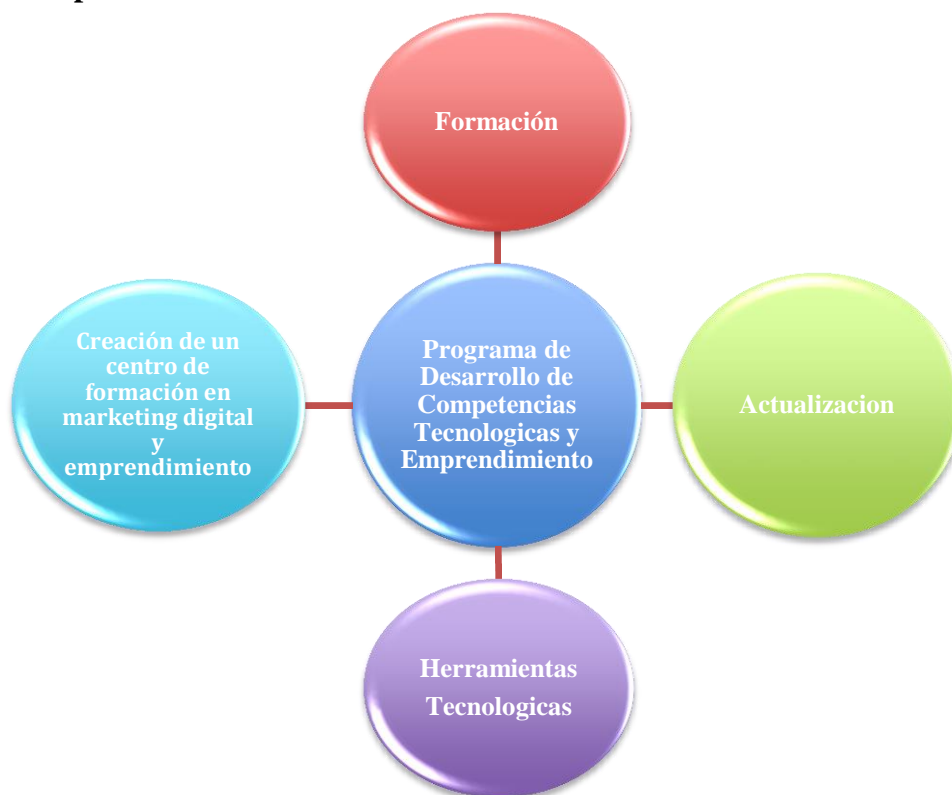 Formación
Creación de un
centro de
formación en
marketing digital
y
emprendimiento
Programa de
Desarrollo de
Competencias
Tecnologicas y
Emprendimiento
Actualizacion
Herramientas
Tecnologicas